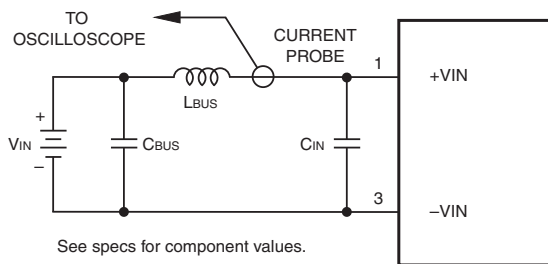 TO
OSCILLOSCOPE
CURRENT
PROBE
1
+VIN
LBUS
+
VIN
–
CBUS
CIN
3
–VIN
See specs for component values.